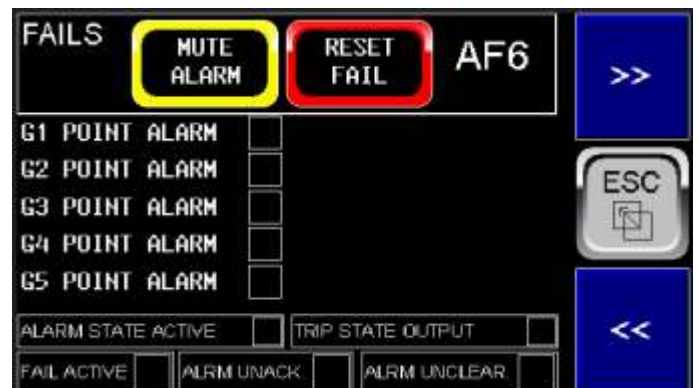 FAILS
MUTE
ALARM
RESET
FAIL
AF6
>>
G1 POINT ALARM
G2 POINT ALARM
G3 POINT ALARM
G4 POINT ALARM
G5 POINT ALARM
ESC
ALARM STATE ACTIVE
TRIP STATE OUTPUT
<<
FAIL ACTIVE
ALRM UNACK
ALRM UNCLEAR